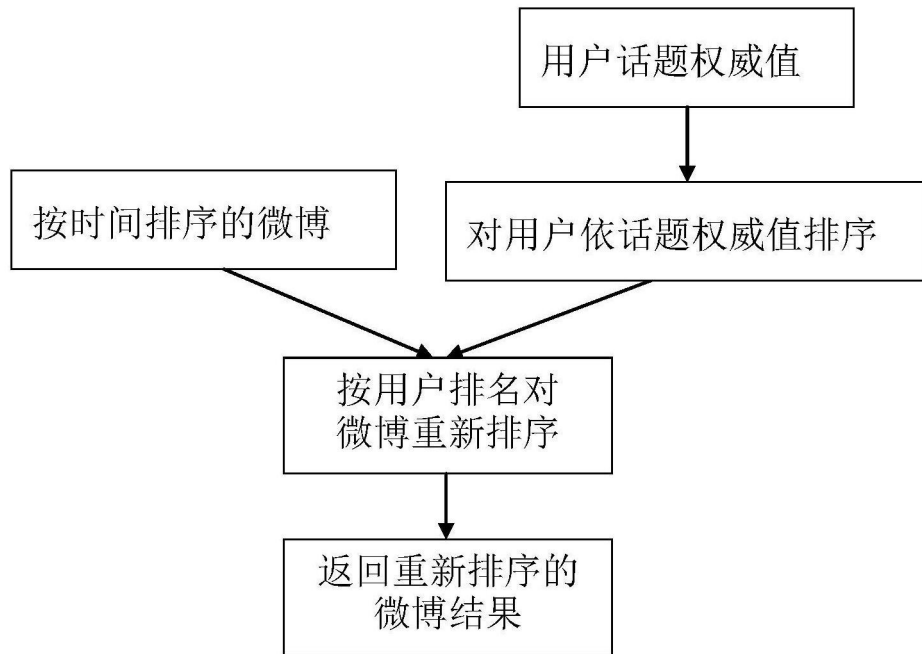 用户话题权威值
按时间排序的微博
对用户依话题权威值排序
按用户排名对
微博重新排序
返回重新排序的
微博结果